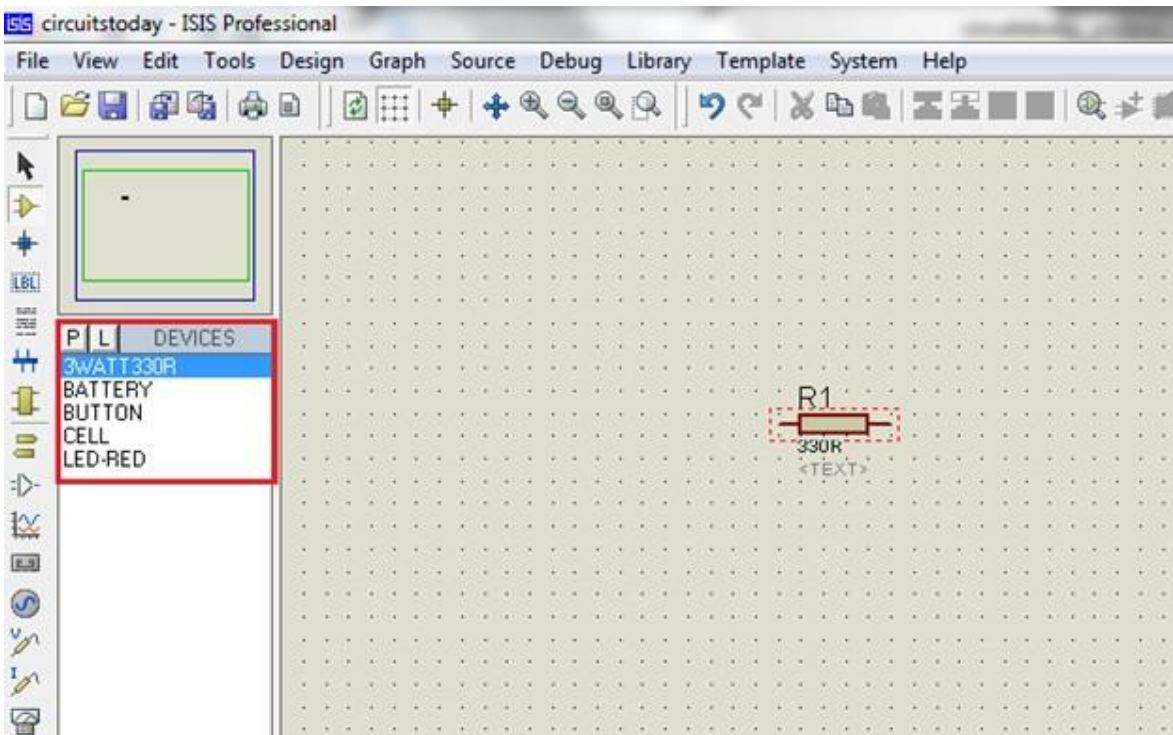 ISIS circuitstoday - ISIS Professional
File View Edit Tools Design Graph Source Debug Library Template System Help
LBL
P L DEVICES
3WATT330R
BATTERY
BUTTON
CELL
LED-RED
R1
330R
<TEXT>
V
I